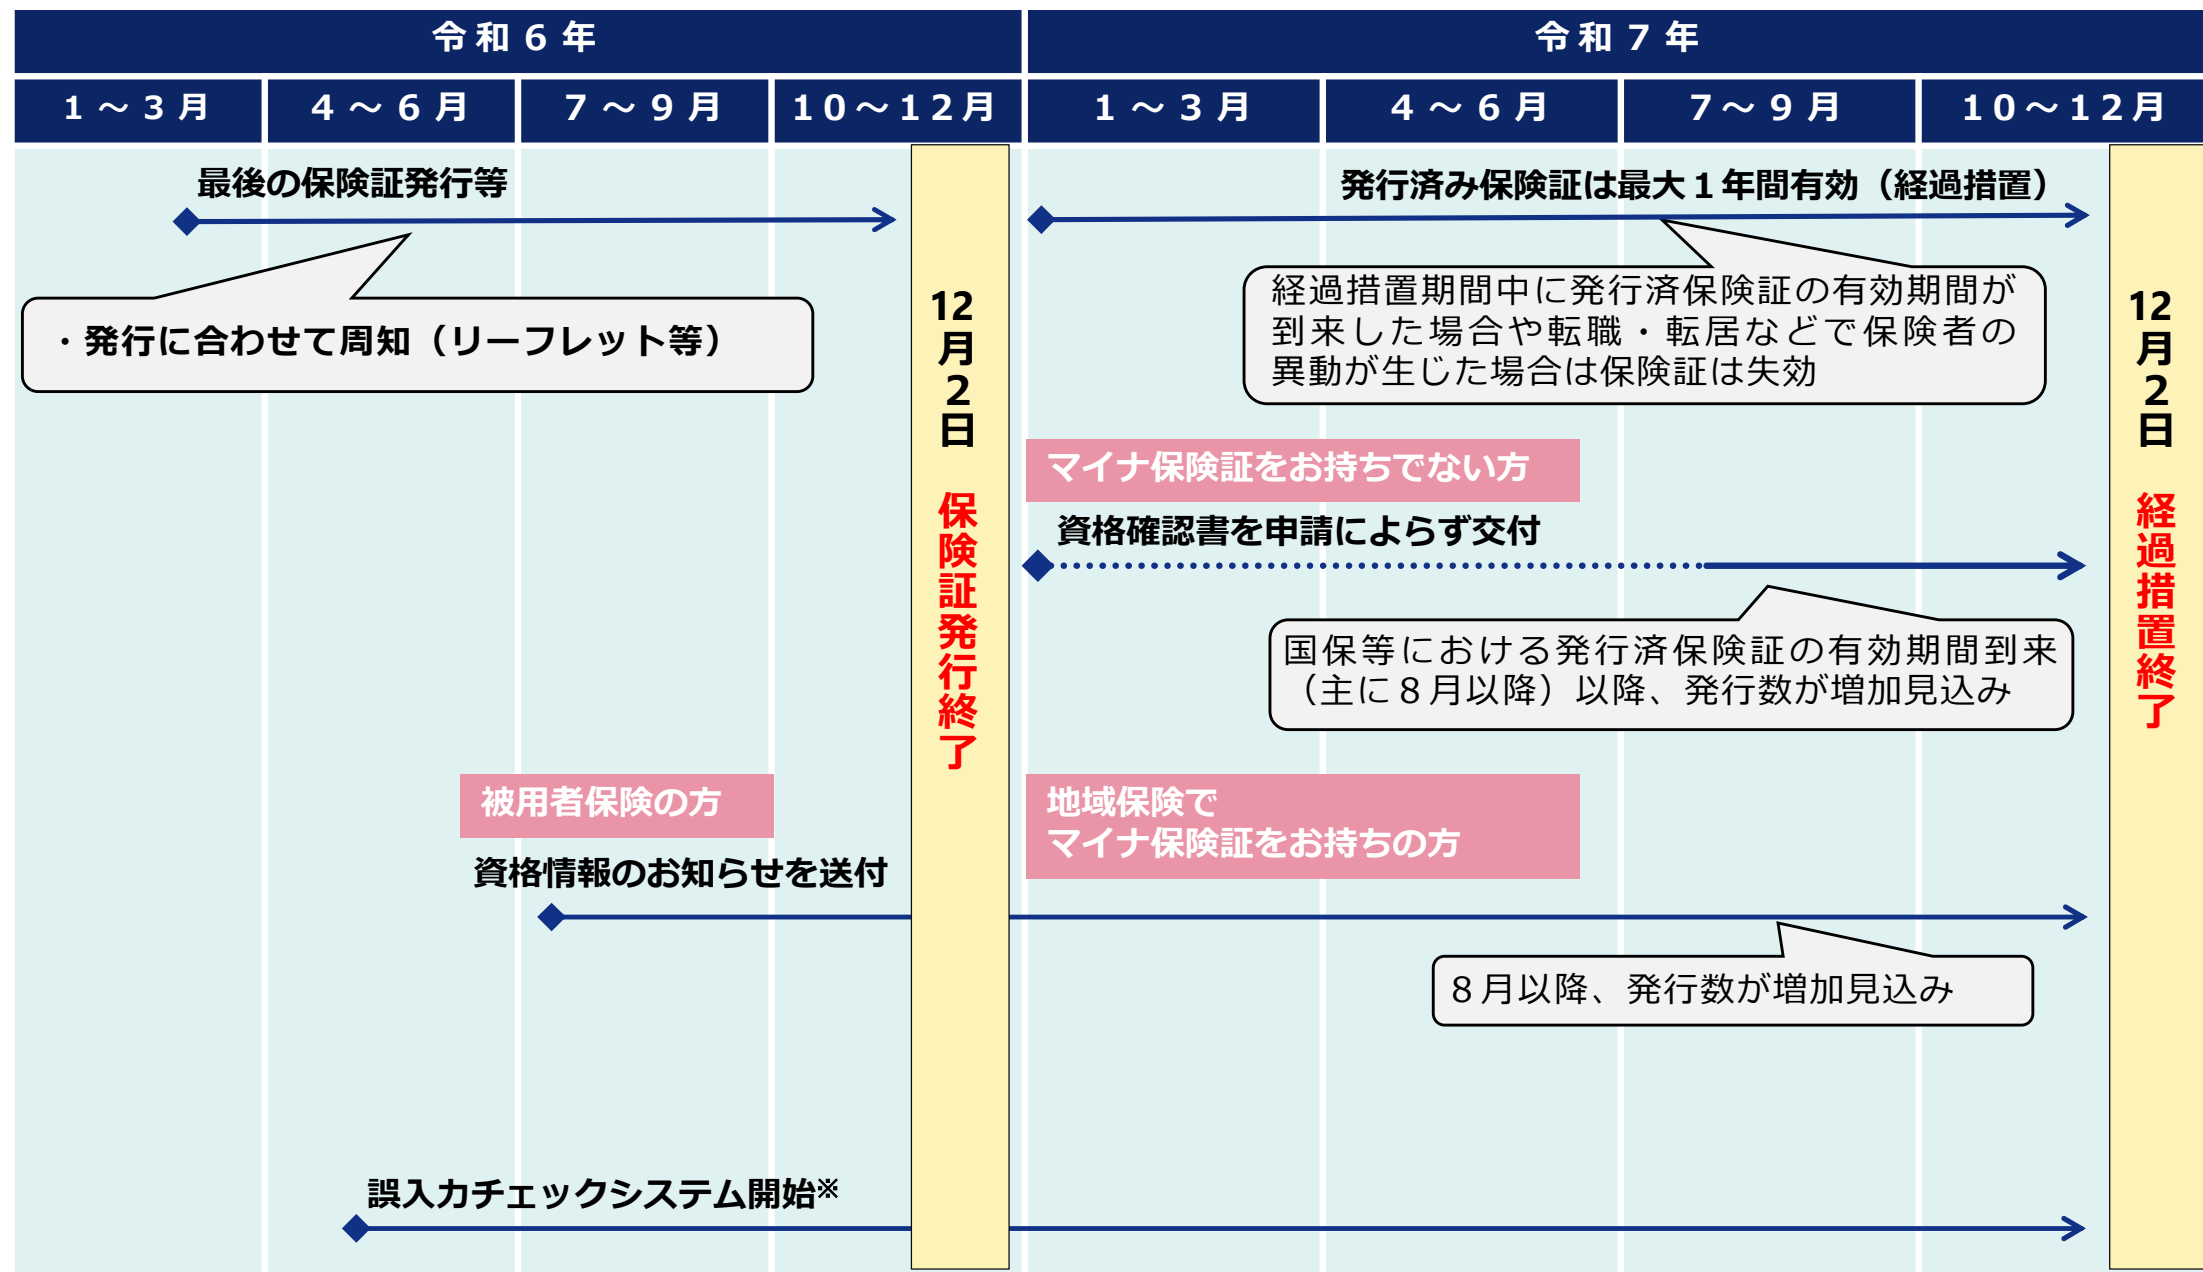 令和6年
令和7年
1～3月
4～6月
7～9月
10～12月
1～3月
4～6月
7～9月
10～12月
最後の保険証発行等
・発行に合わせて周知（リーフレット等）
12月2日 保険証発行終了
発行済み保険証は最大１年間有効（経過措置）
経過措置期間中に発行済保険証の有効期間が
到来した場合や転職・転居などで保険者の
異動が生じた場合は保険証は失効
マイナ保険証をお持ちでない方
資格確認書を申請によらず交付
国保等における発行済保険証の有効期間到来
（主に８月以降）以降、発行数が増加見込み
被用者保険の方
資格情報のお知らせを送付
地域保険で
マイナ保険証をお持ちの方
８月以降、発行数が増加見込み
誤入力チェックシステム開始※
12月2日 経過措置終了